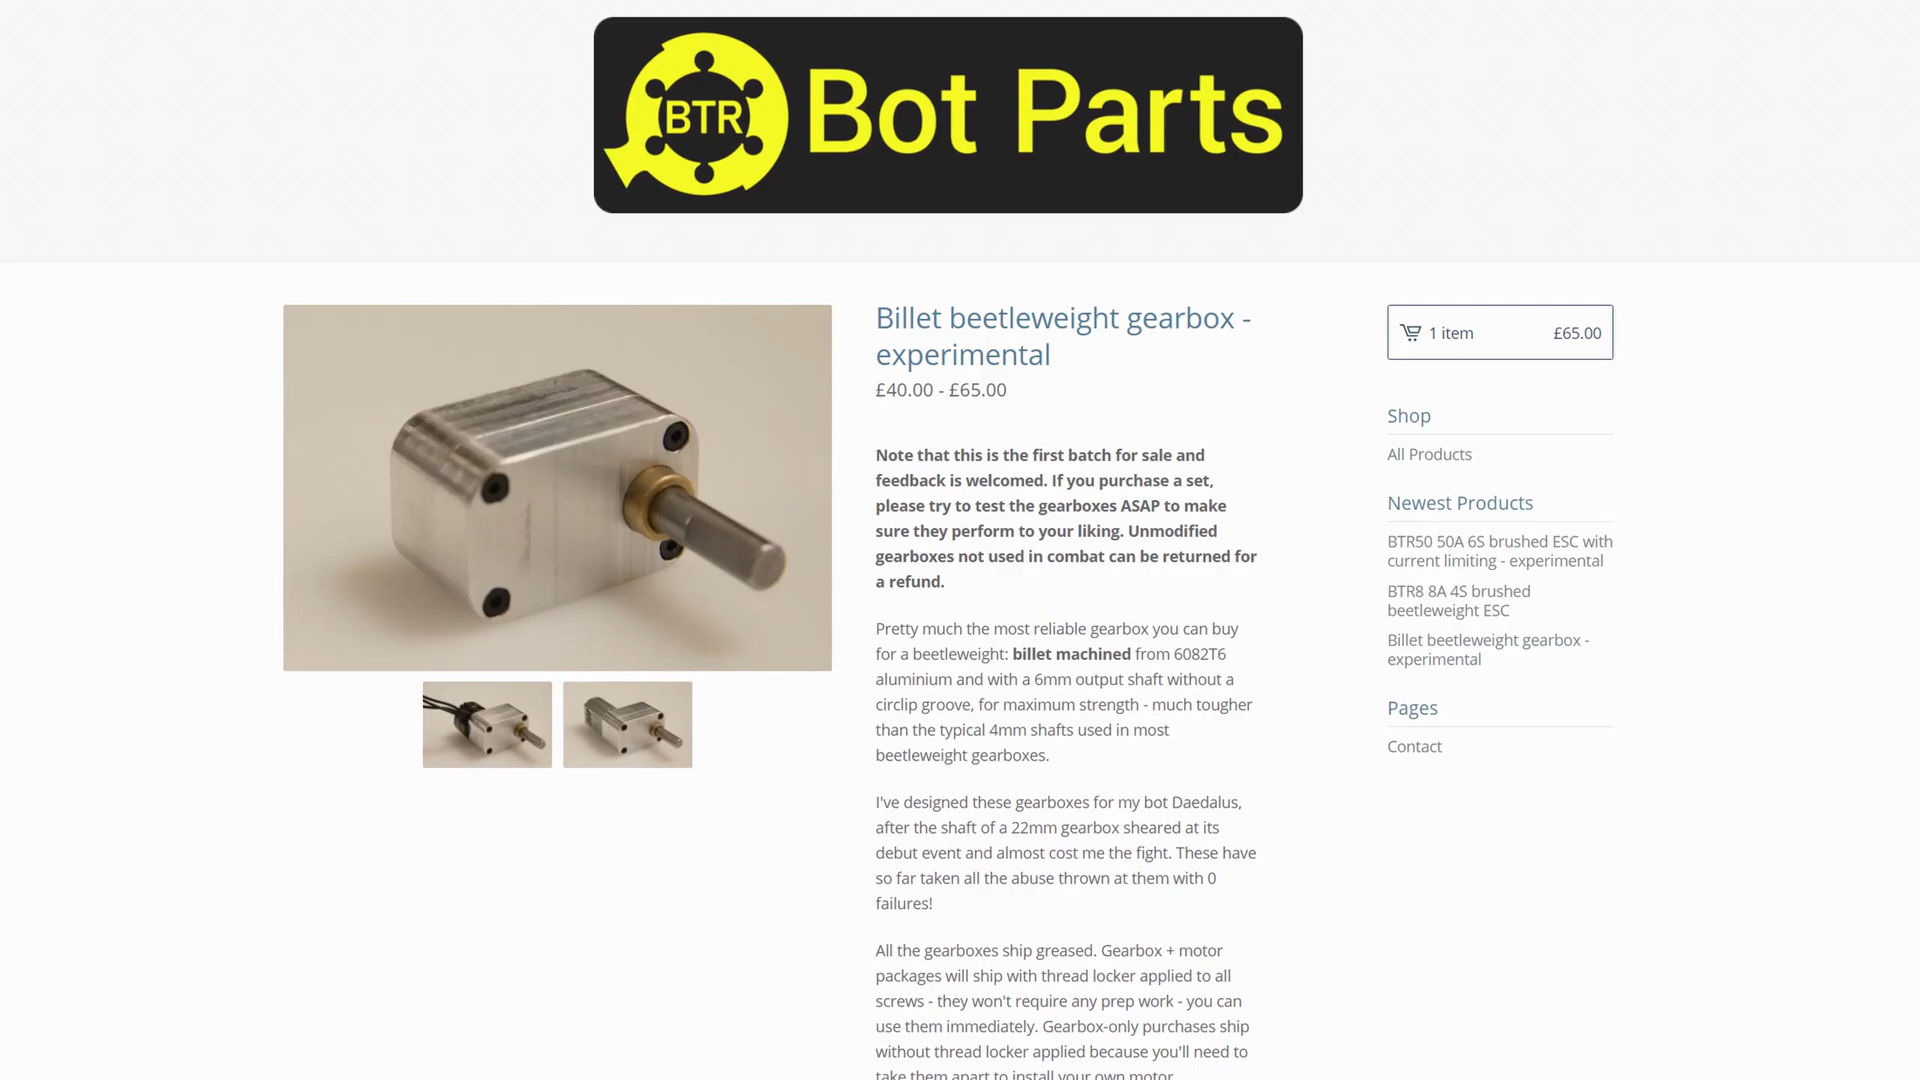 BTR Bot Parts
Billet beetleweight gearbox -
experimental
£40.00 - £65.00
Note that this is the first batch for sale and
feedback is welcomed. If you purchase a set,
please try to test the gearboxes ASAP to make
sure they perform to your liking. Unmodified
gearboxes not used in combat can be returned for
a refund.
Pretty much the most reliable gearbox you can buy
for a beetleweight: billet machined from 6082T6
aluminium and with a 6mm output shaft without a
circlip groove, for maximum strength - much tougher
than the typical 4mm shafts used in most
beetleweight gearboxes.
I've designed these gearboxes for my bot Daedalus,
after the shaft of a 22mm gearbox sheared at its
debut event and almost cost me the fight. These have
so far taken all the abuse thrown at them with 0
failures!
All the gearboxes ship greased. Gearbox + motor
packages will ship with thread locker applied to all
screws - they won't require any prep work - you can
use them immediately. Gearbox-only purchases ship
without thread locker applied because you'll need to
take them apart to install your own motor.
1 item £65.00
Shop
All Products
Newest Products
BTR50 50A 6S brushed ESC with
current limiting - experimental
BTR8 8A 4S brushed
beetleweight ESC
Billet beetleweight gearbox -
experimental
Pages
Contact